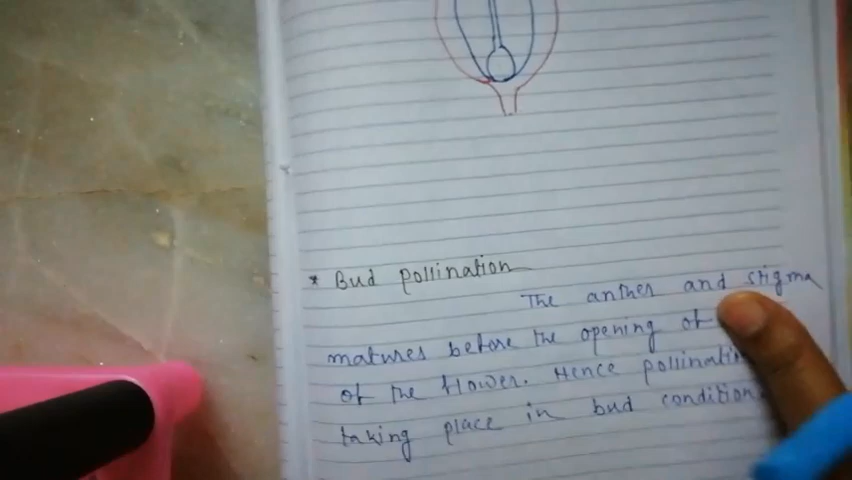 * Bud pollination
The anther and stigma
matures before the opening of
of the flower. Hence pollination
taking place in bud condition